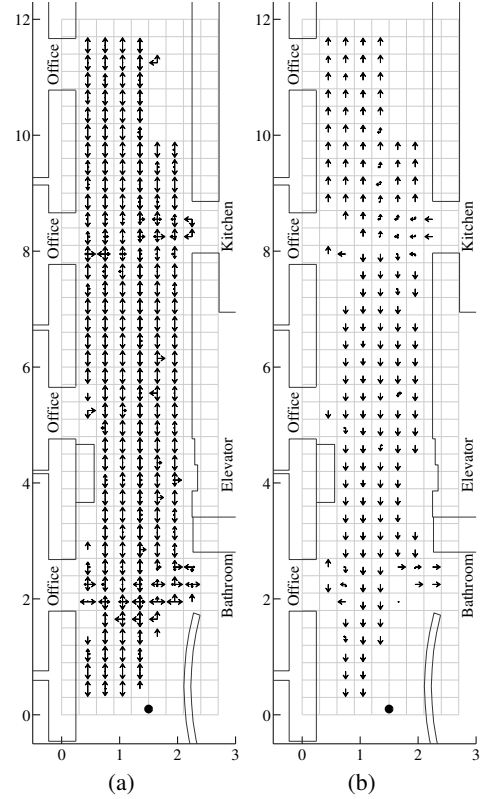 12
10
8
6
4
2
0
Office
Office
Office
Office
Kitchen
Elevator
Bathroom
0 1 2 3
(a)
12
10
8
6
4
2
0
Office
Office
Office
Office
Kitchen
Elevator
Bathroom
0 1 2 3
(b)